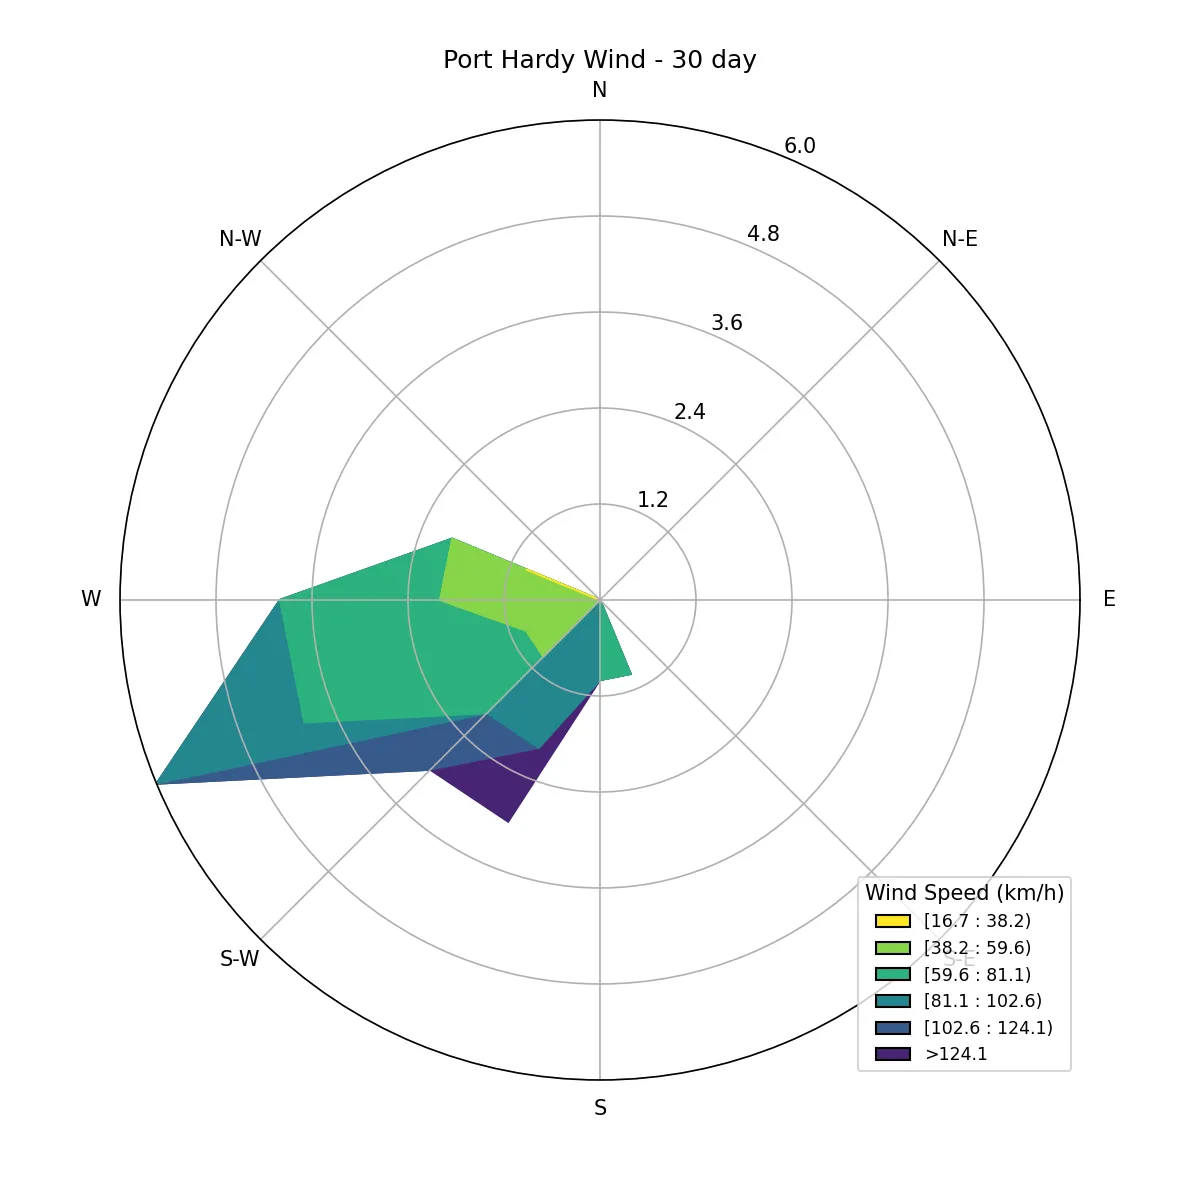 Port Hardy Wind - 30 day
N
6.0
N-W
N-E
4.8
3.6
2.4
1.2
W
E
S-W
S-E
S
Wind Speed (km/h)
[16.7 : 38.2)
[38.2 : 59.6)
[59.6 : 81.1)
[81.1 : 102.6)
[102.6 : 124.1)
>124.1